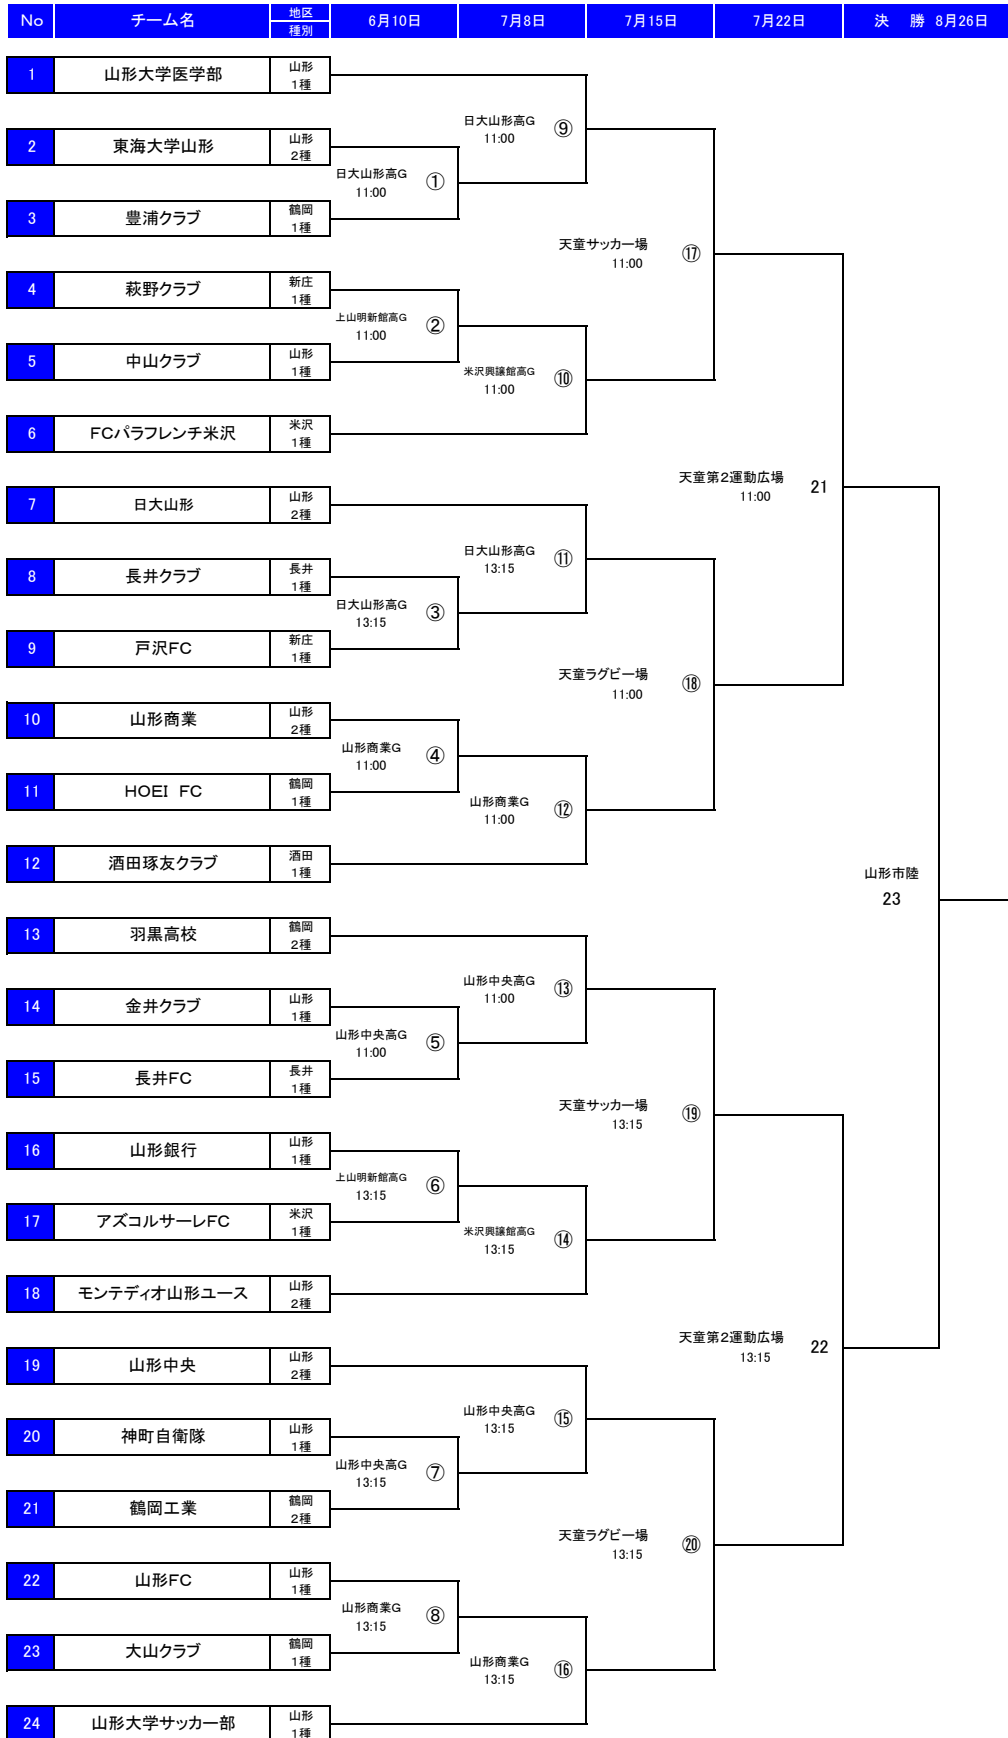 No チーム名 地区 種別 6月10日 7月8日 7月15日 7月22日 決　勝 8月26日
1 山形大学医学部 山形 1種
日大山形高G ⑨
11:00
2 東海大学山形 山形 2種
日大山形高G ①
11:00
3 豊浦クラブ 鶴岡 1種
天童サッカー場 ⑰
11:00
4 萩野クラブ 新庄 1種
上山明新館高G ②
11:00
5 中山クラブ 山形 1種
米沢興譲館高G ⑩
11:00
6 FCパラフレンチ米沢 米沢 1種
天童第2運動広場 21
11:00
7 日大山形 山形 2種
日大山形高G ⑪
13:15
8 長井クラブ 長井 1種
日大山形高G ③
13:15
9 戸沢FC 新庄 1種
天童ラグビー場 ⑱
11:00
10 山形商業 山形 2種
山形商業G ④
11:00
11 HOEI FC 鶴岡 1種
山形商業G ⑫
11:00
12 酒田琢友クラブ 酒田 1種
山形市陸
23
13 羽黒高校 鶴岡 2種
山形中央高G ⑬
11:00
14 金井クラブ 山形 1種
山形中央高G ⑤
11:00
15 長井FC 長井 1種
天童サッカー場 ⑲
13:15
16 山形銀行 山形 1種
上山明新館高G ⑥
13:15
17 アズコルサーレFC 米沢 1種
米沢興譲館高G ⑭
13:15
18 モンテディオ山形ユース 山形 2種
天童第2運動広場 22
13:15
19 山形中央 山形 2種
山形中央高G ⑮
13:15
20 神町自衛隊 山形 1種
山形中央高G ⑦
13:15
21 鶴岡工業 鶴岡 2種
天童ラグビー場 ⑳
13:15
22 山形FC 山形 1種
山形商業G ⑧
13:15
23 大山クラブ 鶴岡 1種
山形商業G ⑯
13:15
24 山形大学サッカー部 山形 1種